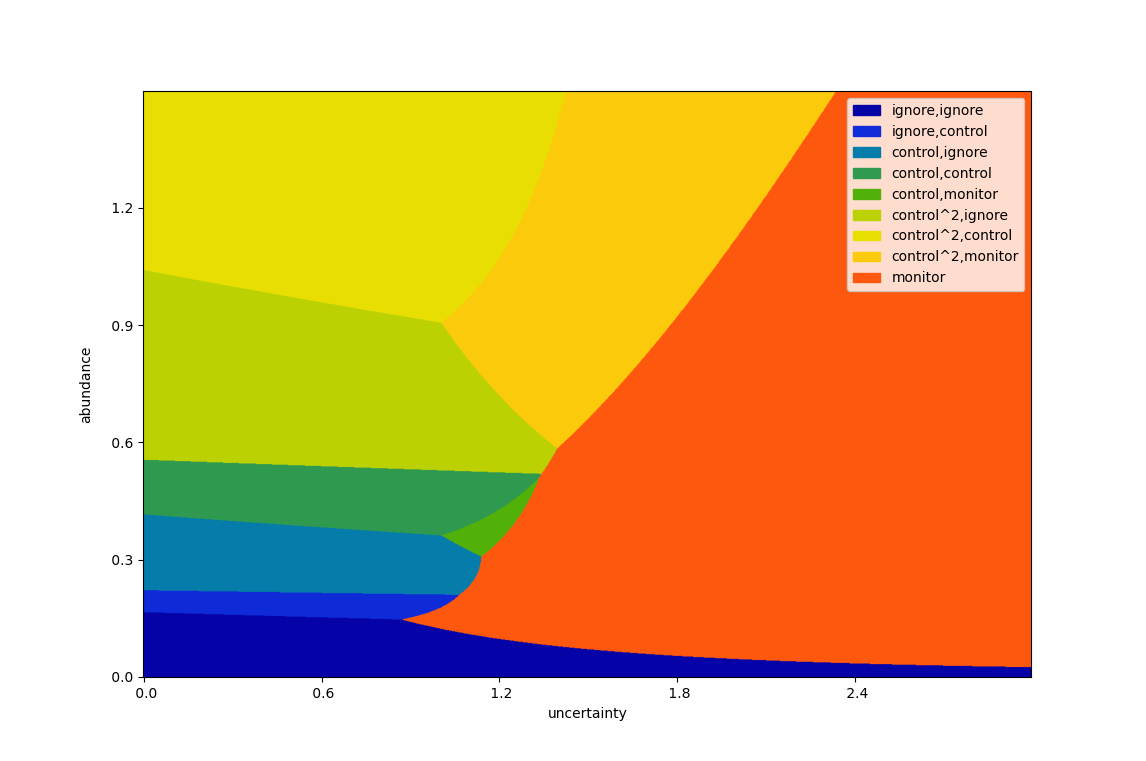 ignore,ignore
ignore,control
control,ignore
control,control
control,monitor
control^2,ignore
control^2,control
control^2,monitor
monitor
1.2
0.9
0.6
0.3
0.0
abundance
0.0 0.6 1.2 1.8 2.4
uncertainty